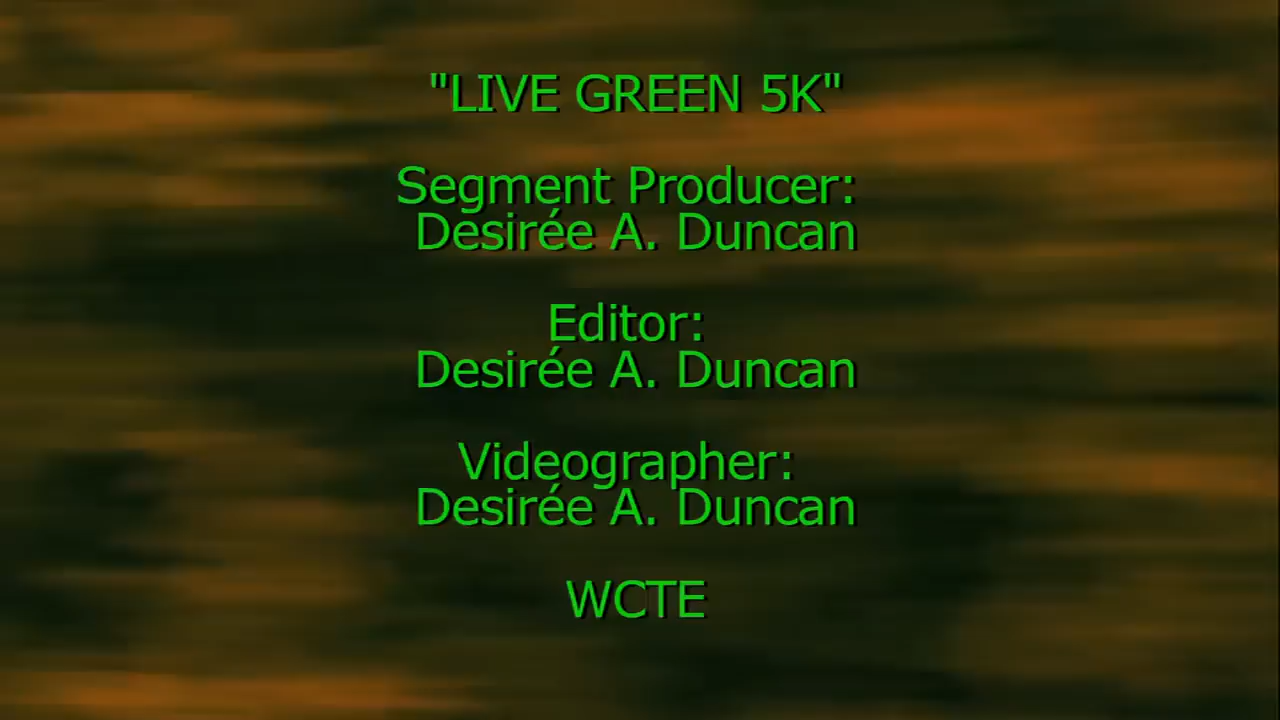 "LIVE GREEN 5K"
Segment Producer:
Desirée A. Duncan
Editor:
Desirée A. Duncan
Videographer:
Desirée A. Duncan
WCTE